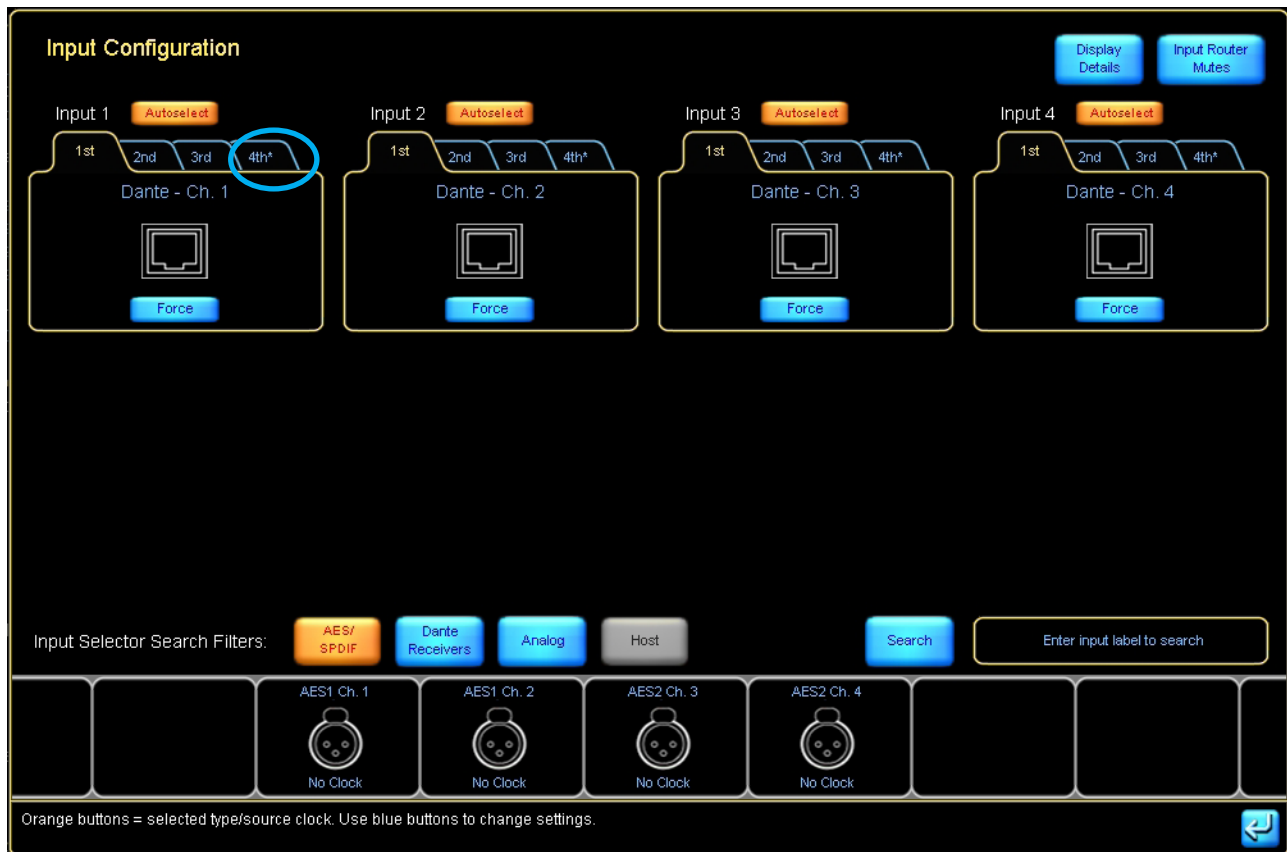 Input Configuration
Display
Details
Input Router
Mutes
Input 1 Autoselect
Input 2 Autoselect
Input 3 Autoselect
Input 4 Autoselect
1st 2nd 3rd 4th*
1st 2nd 3rd 4th*
1st 2nd 3rd 4th*
1st 2nd 3rd 4th*
Dante - Ch. 1
Dante - Ch. 2
Dante - Ch. 3
Dante - Ch. 4
Force
Force
Force
Force
Input Selector Search Filters:
AES/
SPDIF
Dante
Receivers
Analog
Host
Search
Enter input label to search
AES1 Ch. 1
AES1 Ch. 2
AES2 Ch. 3
AES2 Ch. 4
No Clock
No Clock
No Clock
No Clock
Orange buttons = selected type/source clock. Use blue buttons to change settings.